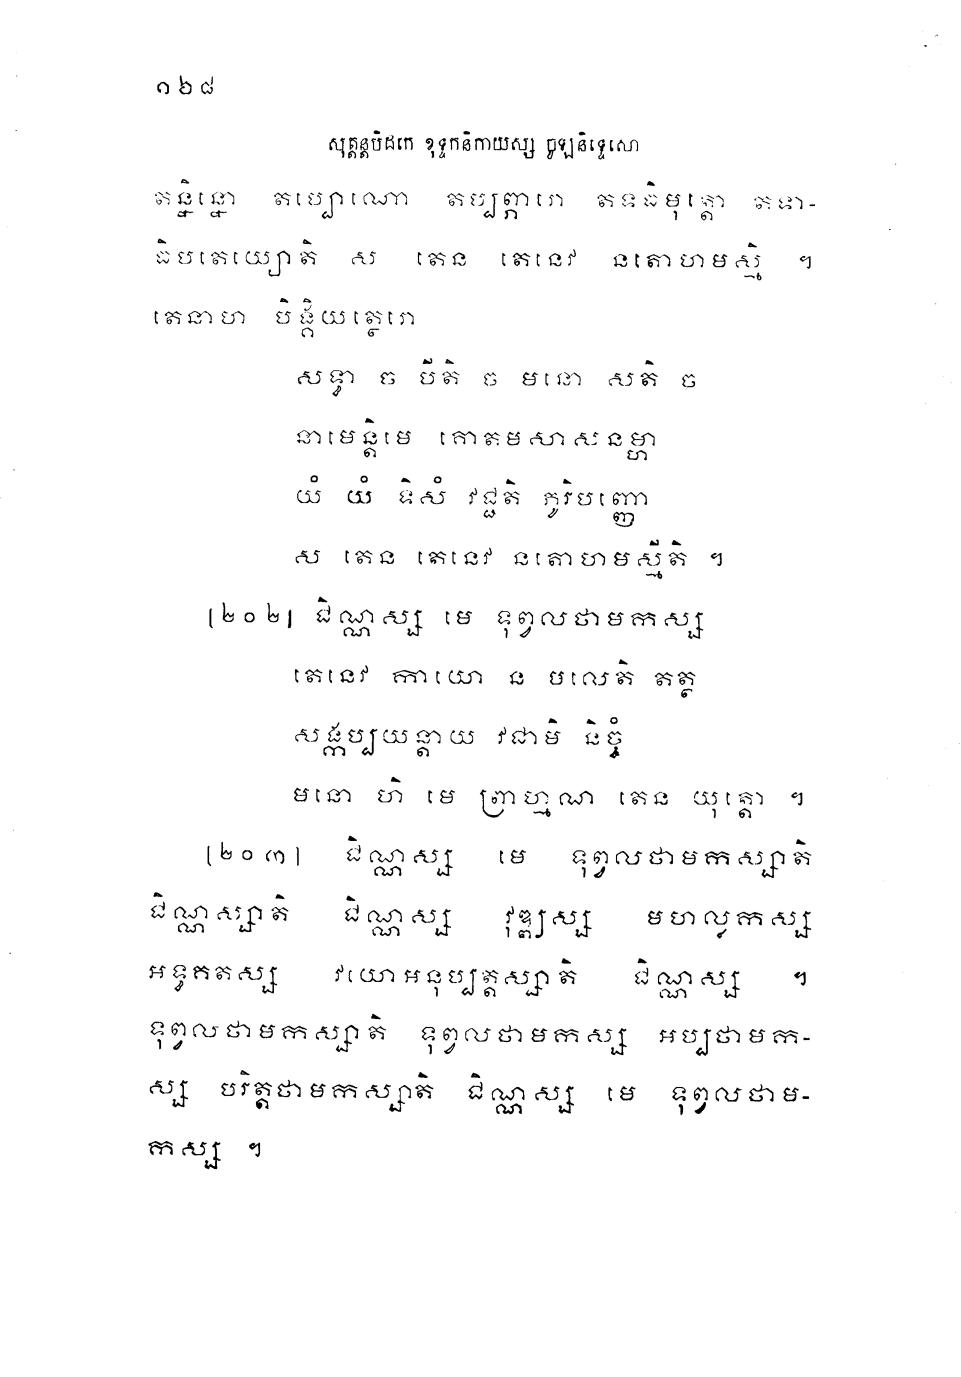 ១៦៨
សុត្តន្តបិដកេ ខុទ្ទកនិកាយស្ស ចូឡនិទ្ទេសោ
តន្និន្នោ តប្បោណោ តប្បព្ភារោ តទធិមុត្តោ តទា-
ធិបតេយ្យោតិ ស តេន តេនេវ នតោហមស្មិ ។
តេនាហ បិង្គិយត្ថេរោ
សទ្ធា ច បីតិ ច មនោ សតិ ច
នាមេន្តិមេ គោតមសាសនម្ហា
យំ យំ ទិសំ វជ្ជតិ ភូរិបញ្ញោ
ស តេន តេនេវ នតោហមស្មីតិ ។
[២០២] ជិណ្ណស្ស មេ ទុព្វលថាមកស្ស
តេនេវ កាយោ ន បលេតិ តត្ថ
សង្កប្បយន្តាយ វជាមិ និច្ចំ
មនោ ហិ មេ ព្រាហ្មណ តេន យុត្តោ ។
[២០៣] ជិណ្ណស្ស មេ ទុព្វលថាមកស្សាតិ
ជិណ្ណស្សាតិ ជិណ្ណស្ស វុឌ្ឍស្ស មហល្លកស្ស
អទ្ធគតស្ស វយោអនុប្បត្តស្សាតិ ជិណ្ណស្ស ។
ទុព្វលថាមកស្សាតិ ទុព្វលថាមកស្ស អប្បថាមក-
ស្ស បរិត្តថាមកស្សាតិ ជិណ្ណស្ស មេ ទុព្វលថាម-
កស្ស ។